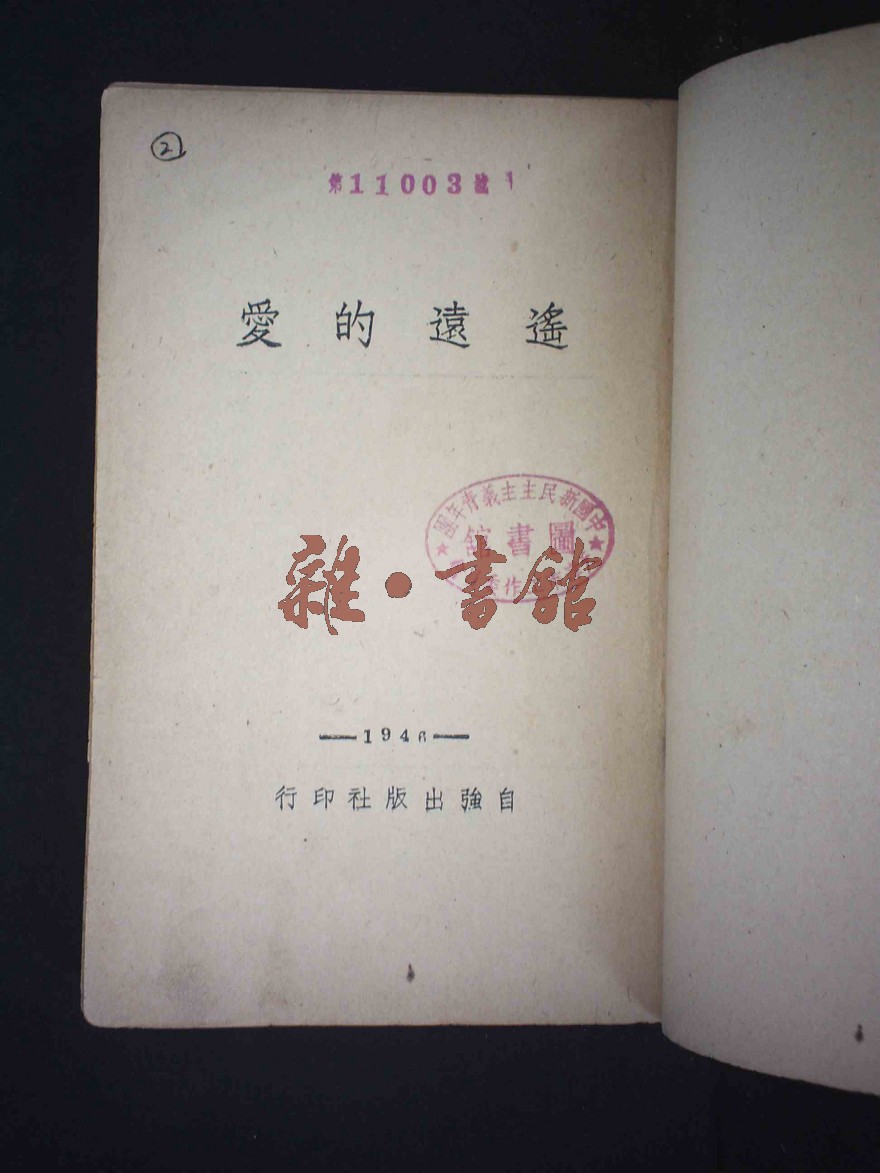 2
第11003號
遙遠的愛
中國新民主主義青年團
圖書館
雜·書館
1946
自強出版社印行